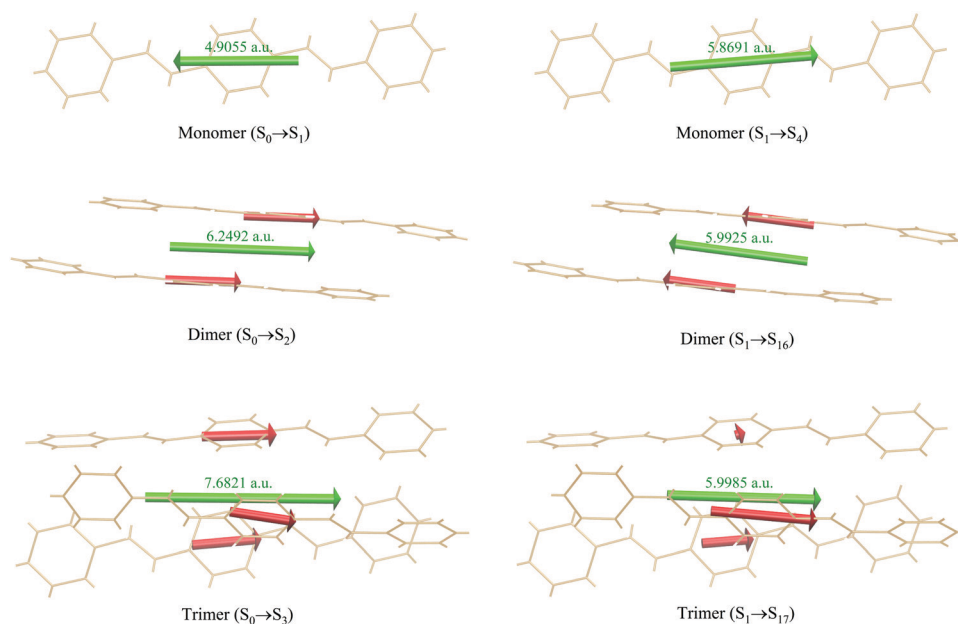 4.9055 a.u.
5.8691 a.u.
Monomer (S₀→S₁)
Monomer (S₁→S₄)
6.2492 a.u.
5.9925 a.u.
Dimer (S₀→S₂)
Dimer (S₁→S₁₆)
7.6821 a.u.
5.9985 a.u.
Trimer (S₀→S₃)
Trimer (S₁→S₁₇)